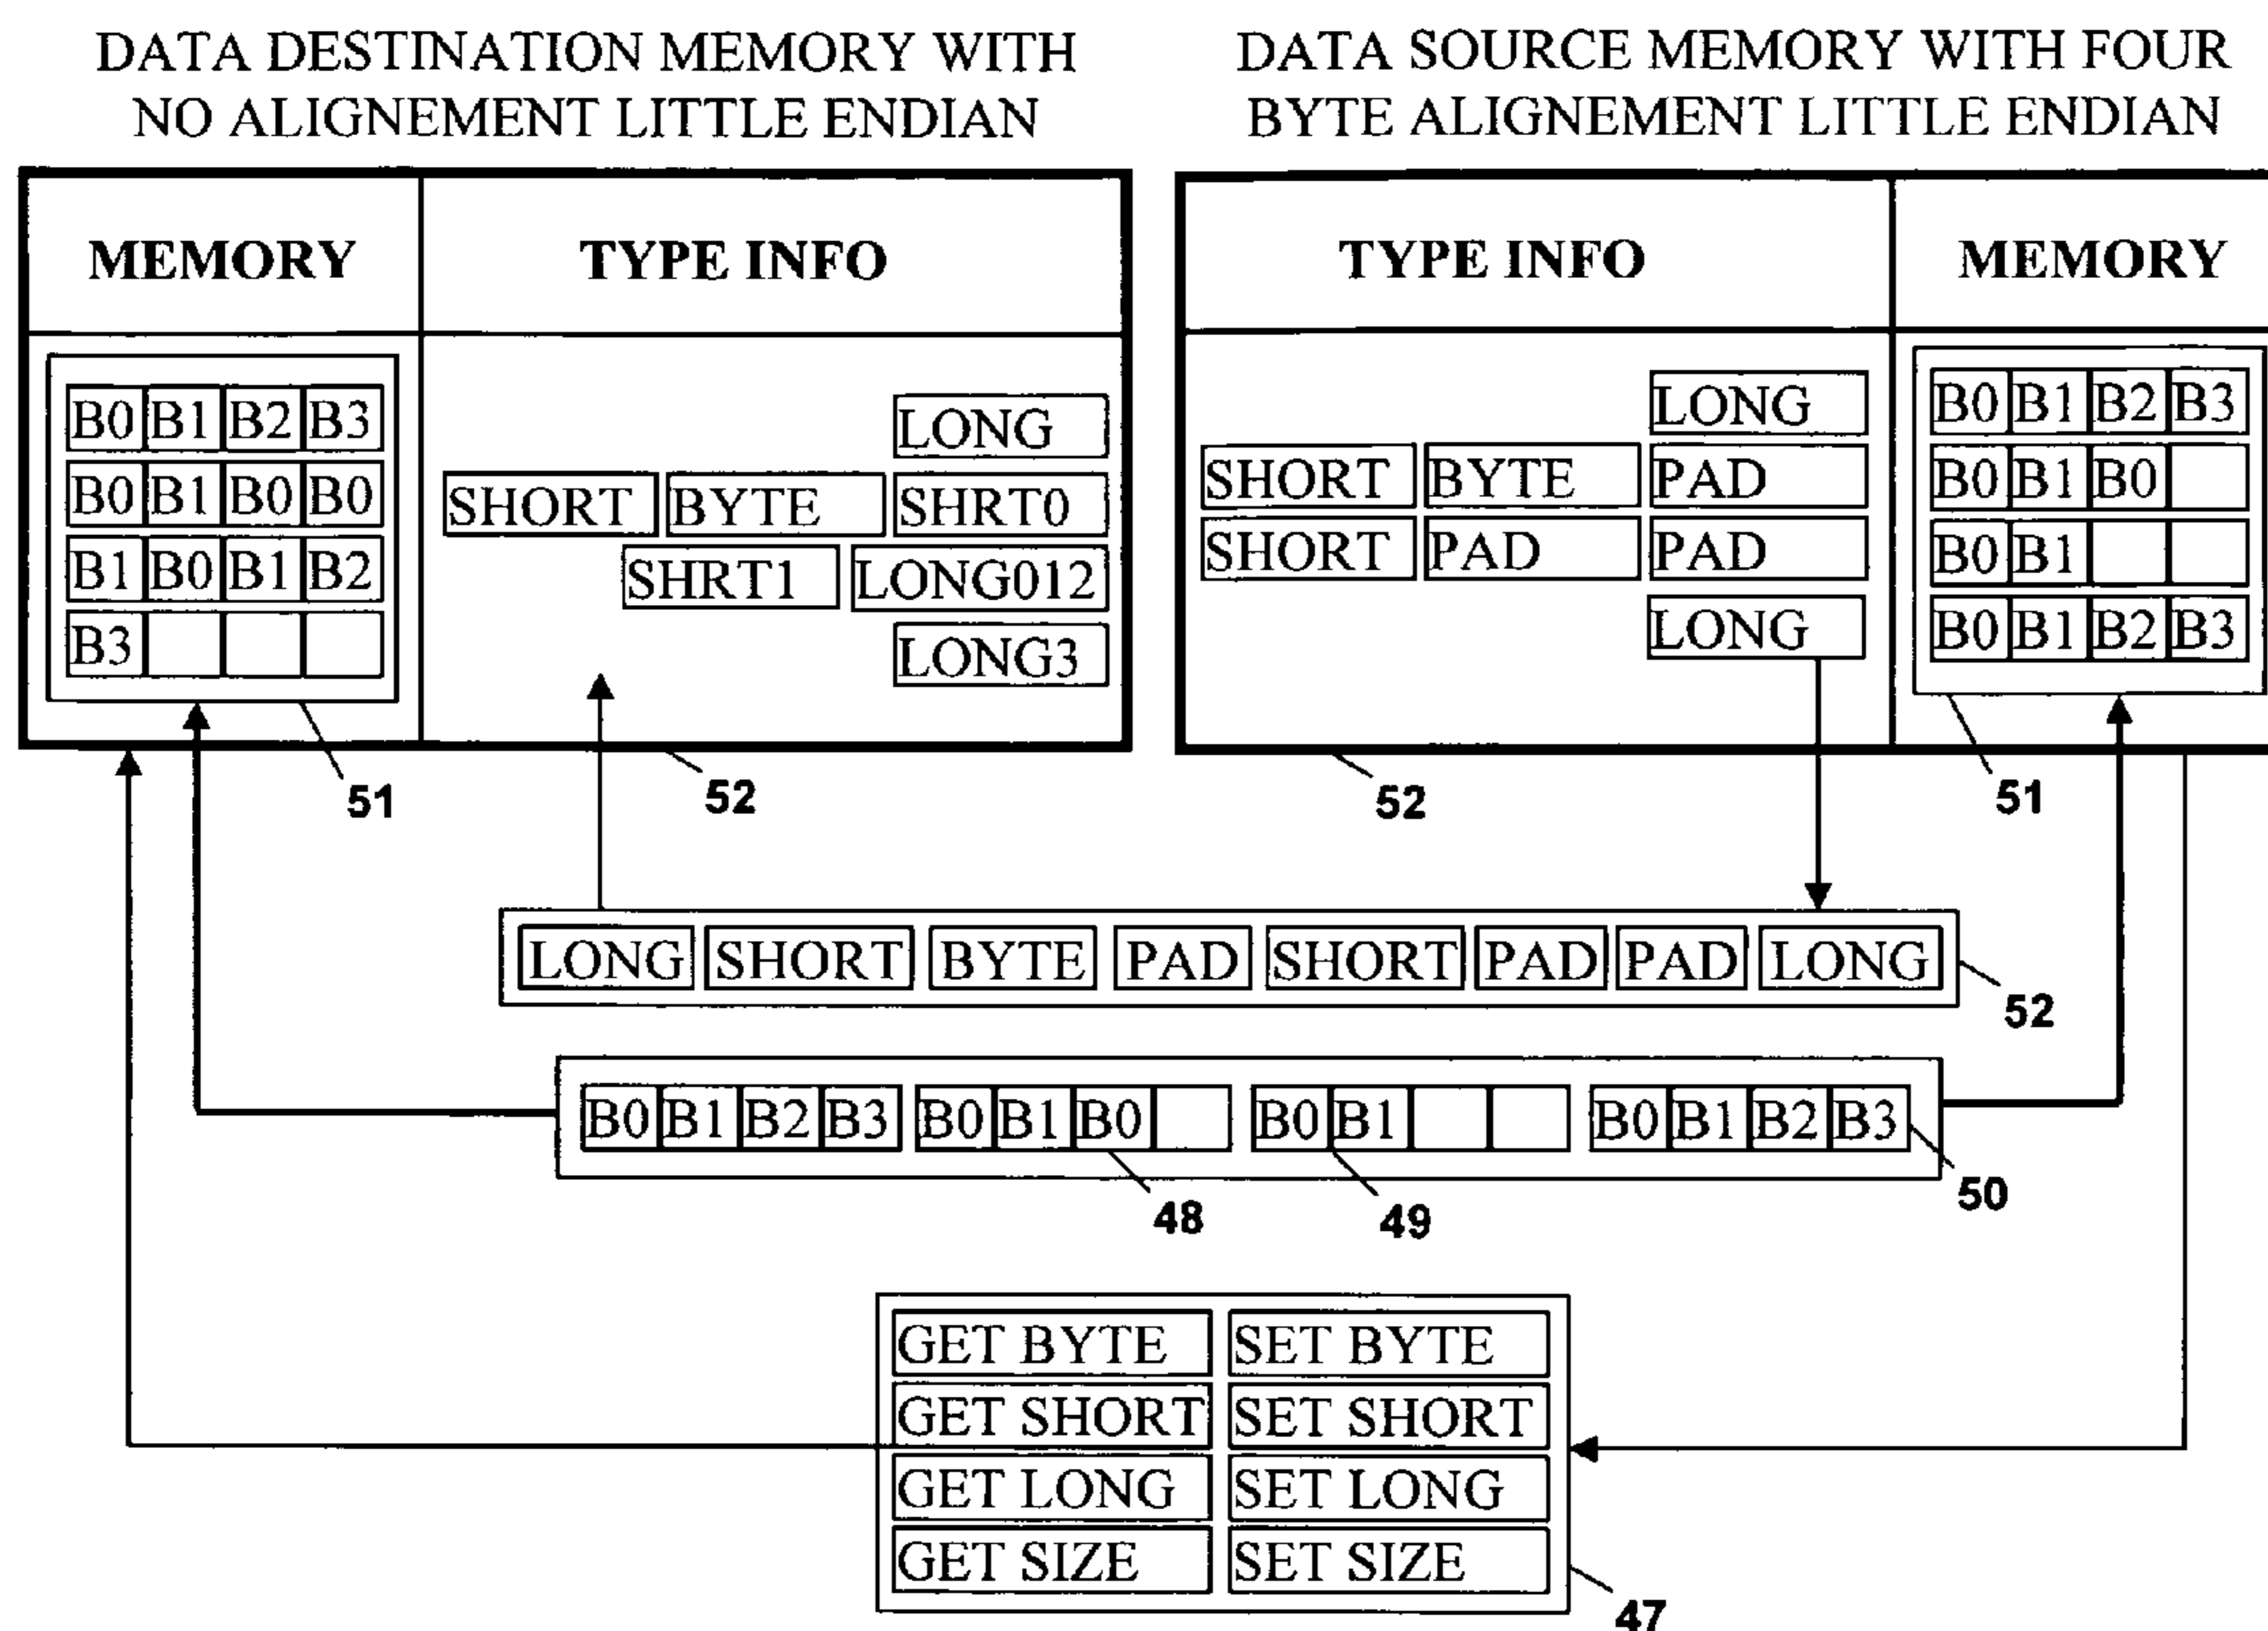 DATA DESTINATION MEMORY WITH
NO ALIGNEMENT LITTLE ENDIAN
DATA SOURCE MEMORY WITH FOUR
BYTE ALIGNEMENT LITTLE ENDIAN
MEMORY TYPE INFO
B0 B1 B2 B3 LONG
B0 B1 B0 B0 SHORT BYTE SHRT0
B1 B0 B1 B2 SHRT1 LONG012
B3 LONG3
51 52
TYPE INFO MEMORY
LONG B0 B1 B2 B3
SHORT BYTE PAD B0 B1 B0
SHORT PAD PAD B0 B1
LONG B0 B1 B2 B3
52 51
LONG SHORT BYTE PAD SHORT PAD PAD LONG
52
B0 B1 B2 B3 B0 B1 B0 B0 B1 B0 B1 B2 B3
48 49 50
GET BYTE SET BYTE
GET SHORT SET SHORT
GET LONG SET LONG
GET SIZE SET SIZE
47